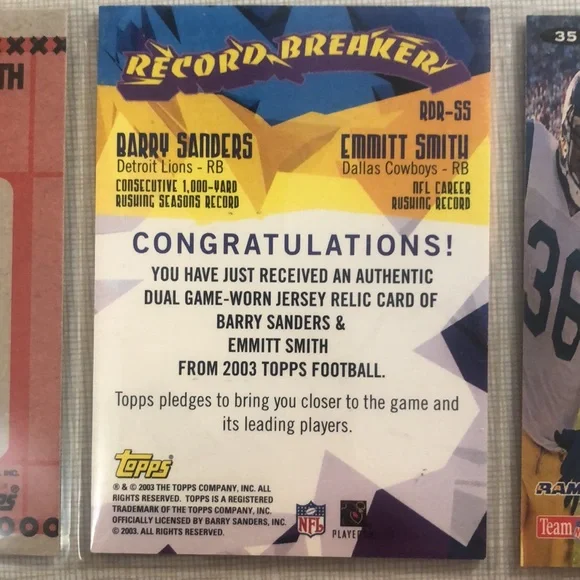 RECORD BREAKER
RDR-SS
BARRY SANDERS
Detroit Lions - RB
CONSECUTIVE 1,000-YARD
RUSHING SEASONS RECORD
EMMITT SMITH
Dallas Cowboys - RB
NFL CAREER
RUSHING RECORD
CONGRATULATIONS!
YOU HAVE JUST RECEIVED AN AUTHENTIC
DUAL GAME-WORN JERSEY RELIC CARD OF
BARRY SANDERS &
EMMITT SMITH
FROM 2003 TOPPS FOOTBALL.
Topps pledges to bring you closer to the game and
its leading players.
topps
® & © 2003 THE TOPPS COMPANY, INC. ALL
RIGHTS RESERVED. TOPPS IS A REGISTERED
TRADEMARK OF THE TOPPS COMPANY, INC.
OFFICIALLY LICENSED BY BARRY SANDERS, INC.
© 2003. ALL RIGHTS RESERVED.
NFL
TH
INC.
35
36
RAM
Team